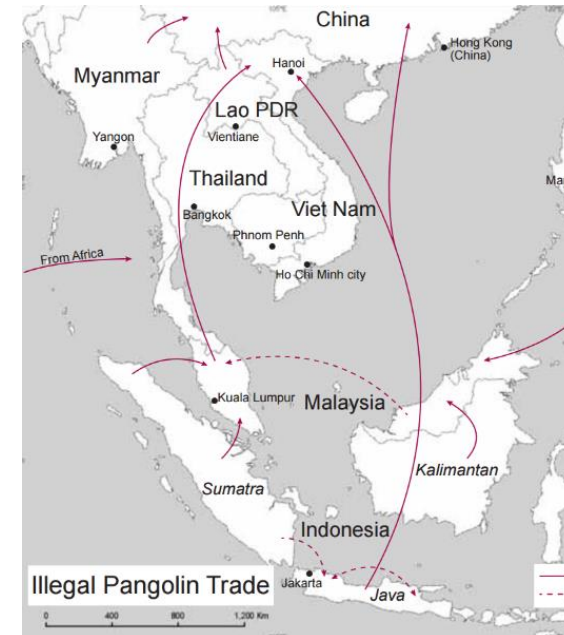 China
Hong Kong
(China)
Hanoi
Myanmar
Lao PDR
Vientiane
Yangon
Thailand
Viet Nam
Bangkok
Phnom Penh
From Africa
Ho Chi Minh city
Kuala Lumpur
Malaysia
Kalimantan
Sumatra
Indonesia
Illegal Pangolin Trade
Jakarta
Java
0 400 800 1,200 Km